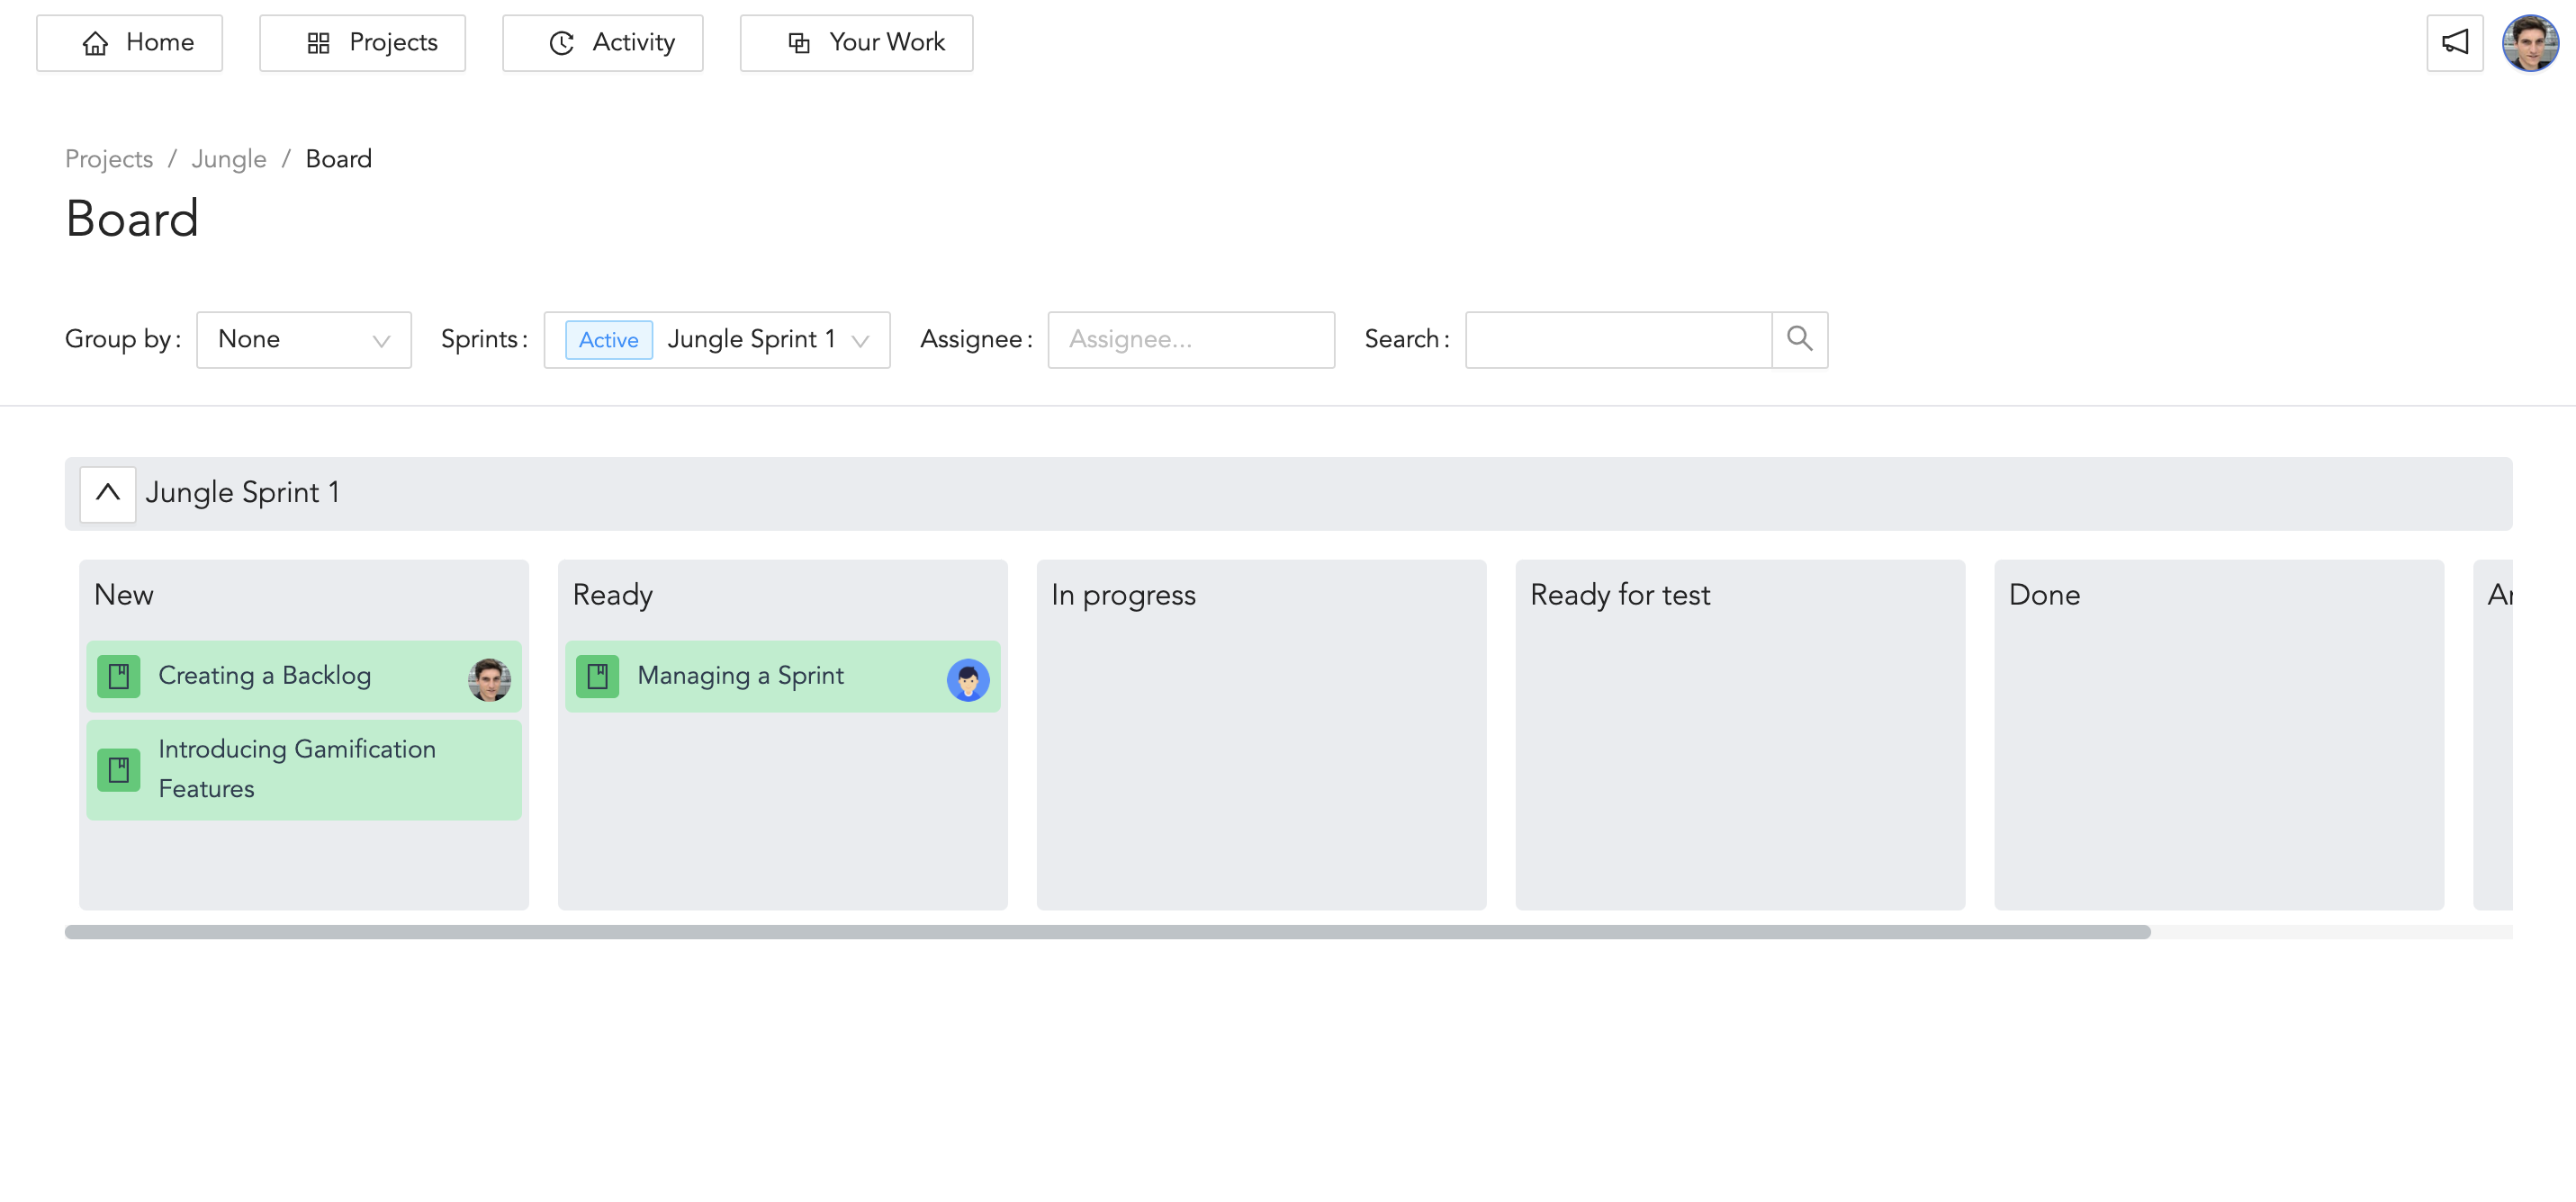 Home
Projects
Activity
Your Work
Projects / Jungle / Board
Board
Group by :
None
Sprints :
Active
Jungle Sprint 1
Assignee :
Assignee...
Search :
Jungle Sprint 1
New
Ready
In progress
Ready for test
Done
Creating a Backlog
Introducing Gamification
Features
Managing a Sprint